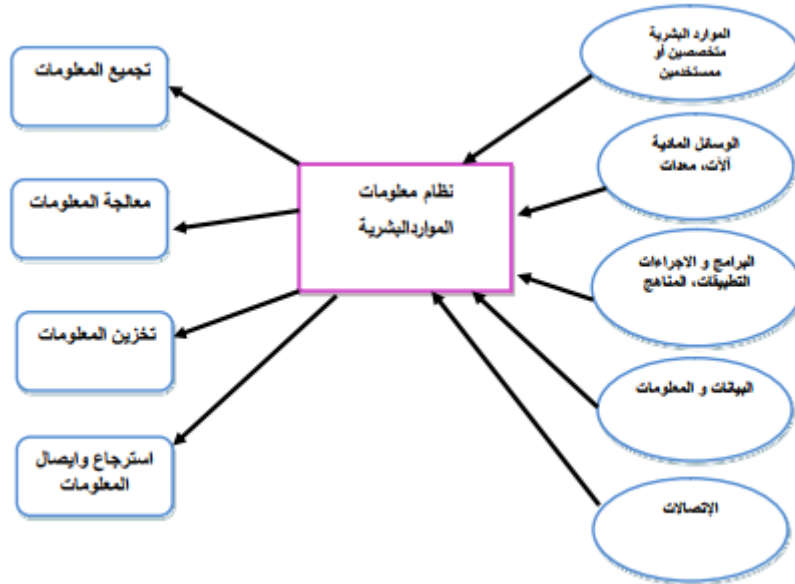 الموارد البشرية
متخصصين أو
ممستخدمين
الوسائل المادية
آلات، معدات
البرامج و الاجراءات
التطبيقات، المناهج
البيانات و المعلومات
الإتصالات
نظام معلومات
المواردالبشرية
تجميع المعلومات
معالجة المعلومات
تخزين المعلومات
استرجاع وايصال
المعلومات